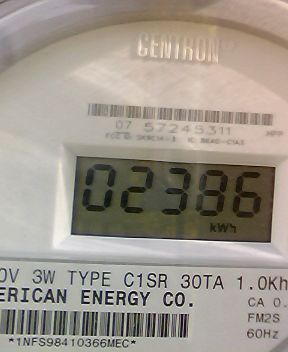 CENTRON
07 57245311
02386
kWh
0V 3W TYPE C1SR 30TA 1.0Kh
ERICAN ENERGY CO.
CA 0.
FM2S
60Hz
*1NFS98410366MEC*